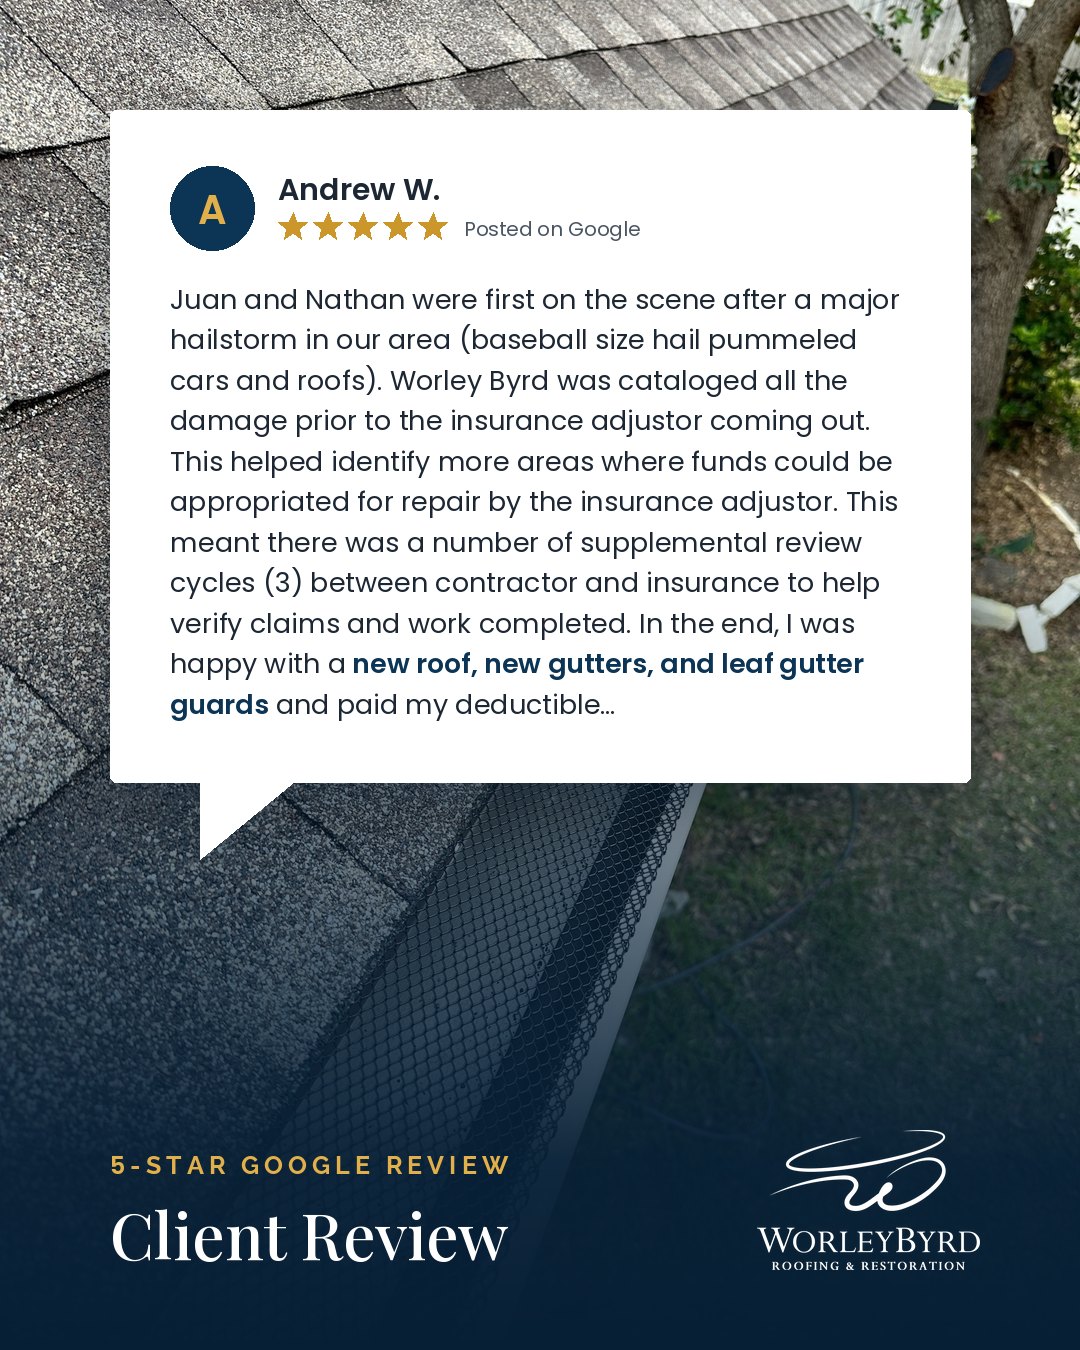 A
Andrew W.
Posted on Google
Juan and Nathan were first on the scene after a major
hailstorm in our area (baseball size hail pummeled
cars and roofs). Worley Byrd was cataloged all the
damage prior to the insurance adjustor coming out.
This helped identify more areas where funds could be
appropriated for repair by the insurance adjustor. This
meant there was a number of supplemental review
cycles (3) between contractor and insurance to help
verify claims and work completed. In the end, I was
happy with a new roof, new gutters, and leaf gutter
guards and paid my deductible...
5-STAR GOOGLE REVIEW
Client Review
WORLEYBYRD
ROOFING & RESTORATION